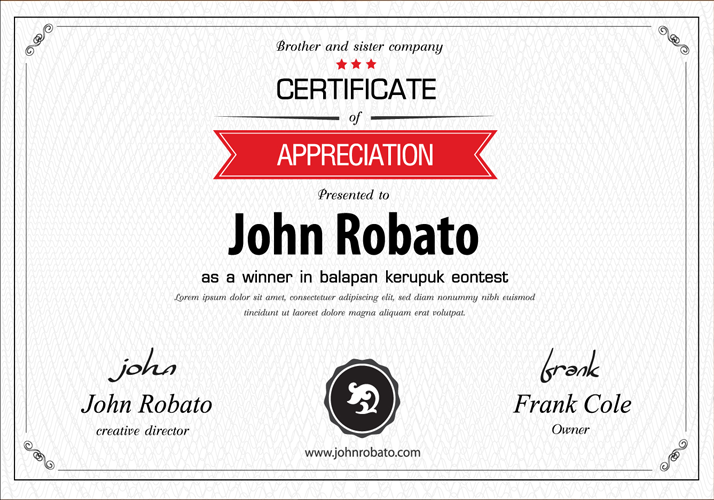 Brother and sister company
CERTIFICATE
of
APPRECIATION
Presented to
John Robato
as a winner in balapan kerupuk eontest
Lorem ipsum dolor sit amet, consectetuer adipiscing elit, sed diam nonummy nibh euismod
tincidunt ut laoreet dolore magna aliquam erat volutpat.
john
John Robato
creative director
frank
Frank Cole
Owner
www.johnrobato.com